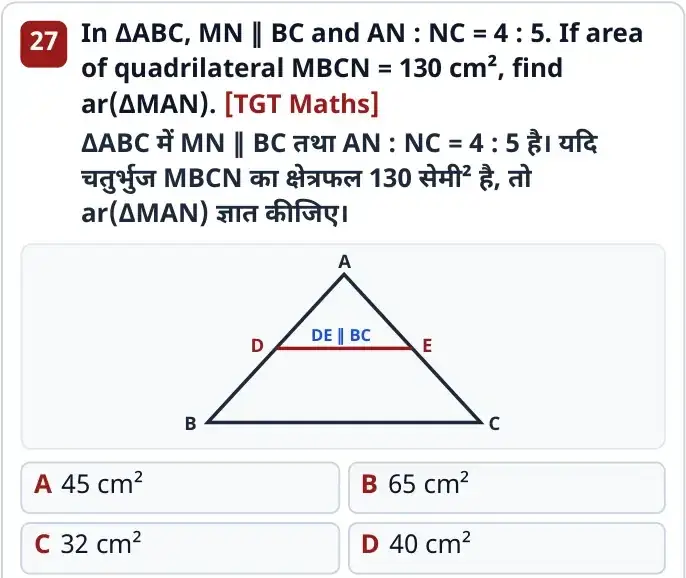 27 In ΔABC, MN ∥ BC and AN : NC = 4 : 5. If area
of quadrilateral MBCN = 130 cm², find
ar(ΔMAN). [TGT Maths]
ΔABC में MN ∥ BC तथा AN : NC = 4 : 5 है। यदि
चतुर्भुज MBCN का क्षेत्रफल 130 सेमी² है, तो
ar(ΔMAN) ज्ञात कीजिए।
A
DE ∥ BC
D E
B C
A 45 cm² B 65 cm²
C 32 cm² D 40 cm²